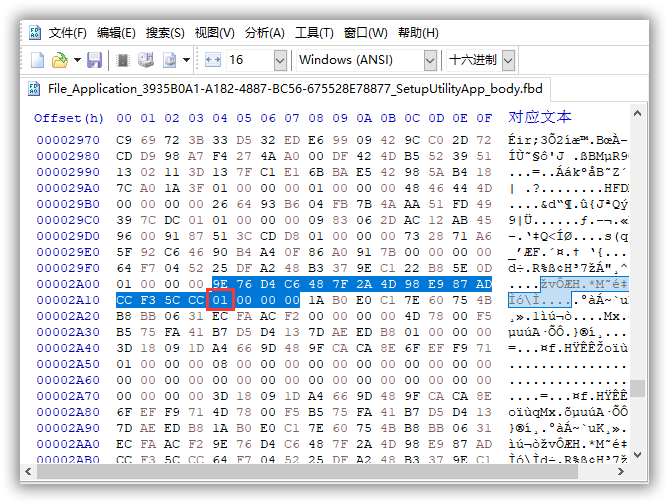 文件(F) 编辑(E) 搜索(S) 视图(V) 分析(A) 工具(T) 窗口(W) 帮助(H)
16 Windows (ANSI) 十六进制
File_Application_3935B0A1-A182-4887-BC56-675528E78877_SetupUtilityApp_body.fbd
Offset(h) 00 01 02 03 04 05 06 07 08 09 0A 0B 0C 0D 0E 0F 对应文本
00002970 C9 69 72 3B 33 D5 32 ED E6 99 09 42 9C C0 2D 72 Éir;3Õ2íæ™.BœÀ-
00002980 CD D9 98 A7 F4 27 4A A0 00 DF 42 4D B5 52 39 51 ÍÙ˜§ô'J .ßBMµR9
00002990 13 02 11 3D 13 7F C1 E1 6B BA E5 42 98 5A B4 18 ...=..ÁákºåB˜Z´
000029A0 7C A0 1A 3F 01 00 00 00 01 00 00 00 48 46 44 4D | .?........HFD
000029B0 00 00 00 00 26 64 93 B6 04 FB 7B 4A AA 51 FD 49 ....&d“¶.û{JªQý
000029C0 39 7C DC 01 01 00 00 00 09 83 06 2D AC 12 AB 45 9|Ü......ƒ.-¬.«
000029D0 96 00 91 87 51 3C CD D8 01 00 00 00 73 28 71 A6 –.‘‡Q<ÍØ....s(q
000029E0 5F 92 C6 46 90 B4 A4 0F 86 A0 91 7B 00 00 00 00 _’ÆF.´¤.† ‘{...
000029F0 64 F7 04 52 25 DF A2 48 B3 37 9E C1 22 B8 5E 0D d÷.R%ß¢H³7žÁ"¸^
00002A00 01 00 00 00 9E 76 D4 C6 48 7F 2A 4D 98 E9 87 AD ....žvÔÆH.*M˜é‡
00002A10 CC F3 5C CC 01 00 00 00 1A B0 E0 C1 7E 60 75 4B Ìó\Ì.....°àÁ~`u
00002A20 B8 BB 06 31 EC FA AC F2 00 00 00 00 4D 78 00 F5 ¸».1ìú¬ò....Mx.
00002A30 B5 75 FA 41 B7 D5 D4 13 7D AE ED B8 01 00 00 00 µuúA·ÕÔ.}®í¸...
00002A40 3D 18 09 1D A4 66 9D 48 9F CA CA 8E 6F EF F9 71 =...¤f.HŸÊÊŽoïù
00002A50 01 00 00 00 08 00 00 00 00 00 00 00 00 00 00 00 ...............
00002A60 00 00 00 00 00 00 00 00 00 00 00 00 00 00 00 00 ...............
00002A70 00 00 00 00 3D 18 09 1D A4 66 9D 48 9F CA CA 8E ....=...¤f.HŸÊÊ
00002A80 6F EF F9 71 4D 78 00 F5 B5 75 FA 41 B7 D5 D4 13 oïùqMx.õµuúA·ÕÔ
00002A90 7D AE ED B8 1A B0 E0 C1 7E 60 75 4B B8 BB 06 31 }®í¸.°àÁ~`uK¸».
00002AA0 EC FA AC F2 9E 76 D4 C6 48 7F 2A 4D 98 E9 87 AD ìú¬òžvÔÆH.*M˜é‡
00002AB0 CC F3 5C CC 64 F7 04 52 25 DF A2 48 B3 37 9E C1 Ìó\Ìd÷.R%ß¢H³7ž